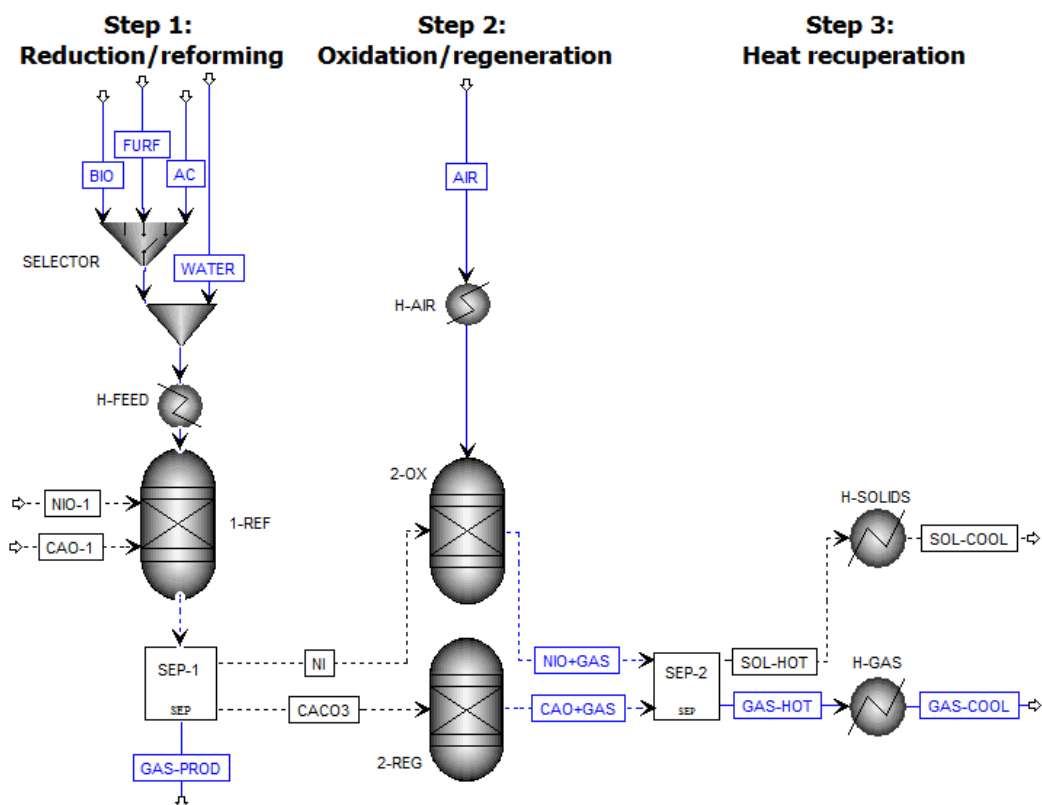 Step 1:
Reduction/reforming
Step 2:
Oxidation/regeneration
Step 3:
Heat recuperation
FURF
BIO
AC
AIR
SELECTOR
WATER
H-AIR
H-FEED
2-OX
H-SOLIDS
NIO-1
1-REF
SOL-COOL
CAO-1
SEP-1
SEP
NI
NIO+GAS
SEP-2
SEP
SOL-HOT
H-GAS
CACO3
CAO+GAS
GAS-HOT
GAS-COOL
GAS-PROD
2-REG